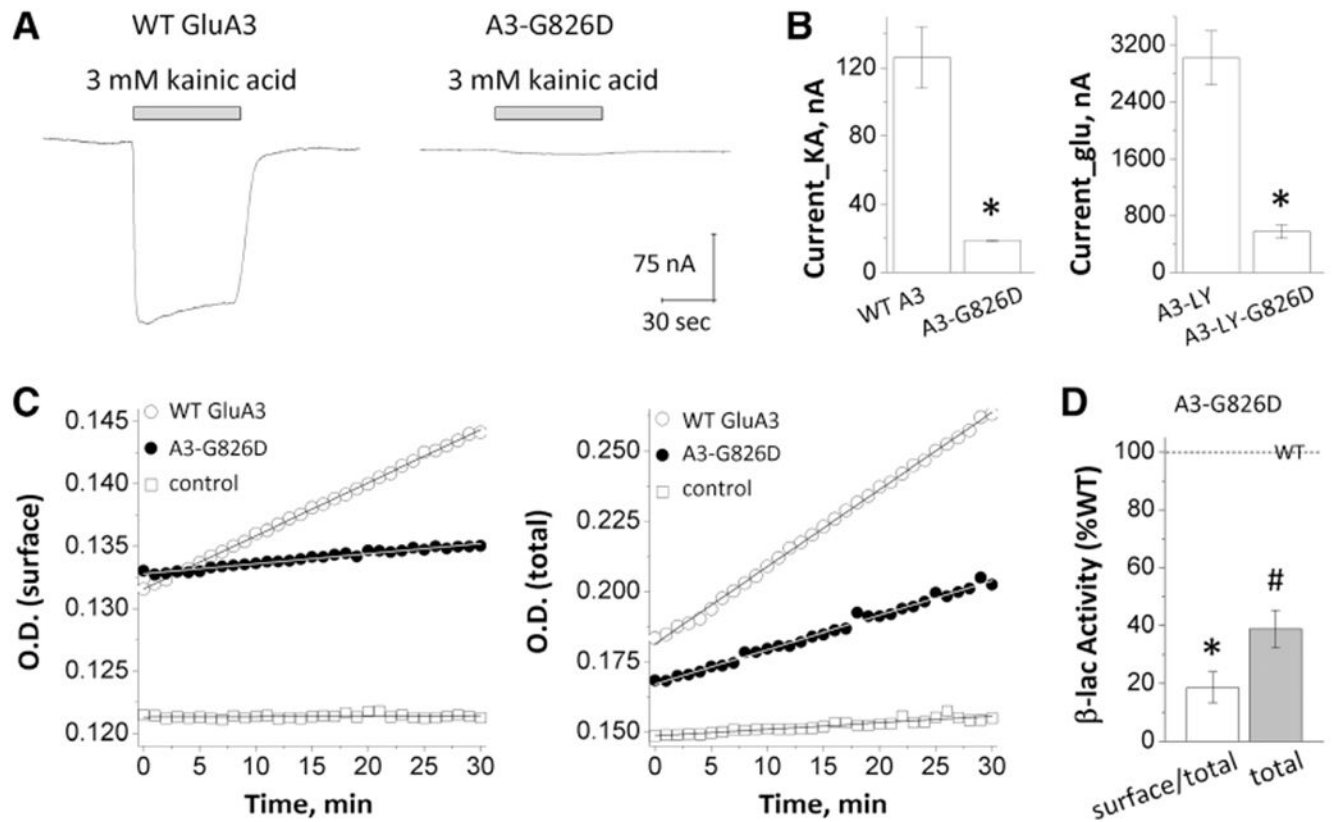 A
WT GluA3
A3-G826D
3 mM kainic acid
3 mM kainic acid
75 nA
30 sec
B
Current_KA, nA
120
80
40
0
WT A3
A3-G826D
*
Current_glu, nA
3200
2400
1600
800
0
A3-LY
A3-LY-G826D
*
C
O.D. (surface)
0.145
0.140
0.135
0.130
0.125
0.120
WT GluA3
A3-G826D
control
0 5 10 15 20 25 30
Time, min
O.D. (total)
0.250
0.225
0.200
0.175
0.150
WT GluA3
A3-G826D
control
0 5 10 15 20 25 30
Time, min
D
A3-G826D
β-lac Activity (%WT)
100
80
60
40
20
0
WT
*
#
surface/total
total